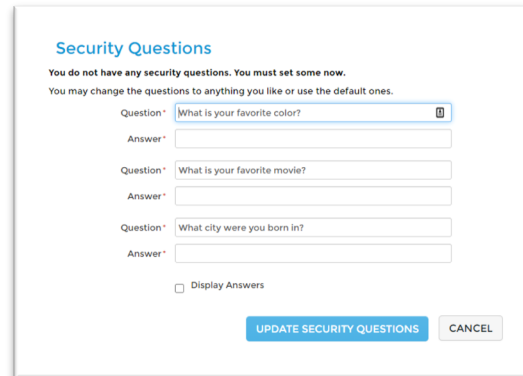 Security Questions
You do not have any security questions. You must set some now.
You may change the questions to anything you like or use the default ones.
Question* What is your favorite color?
Answer*
Question* What is your favorite movie?
Answer*
Question* What city were you born in?
Answer*
Display Answers
UPDATE SECURITY QUESTIONS CANCEL